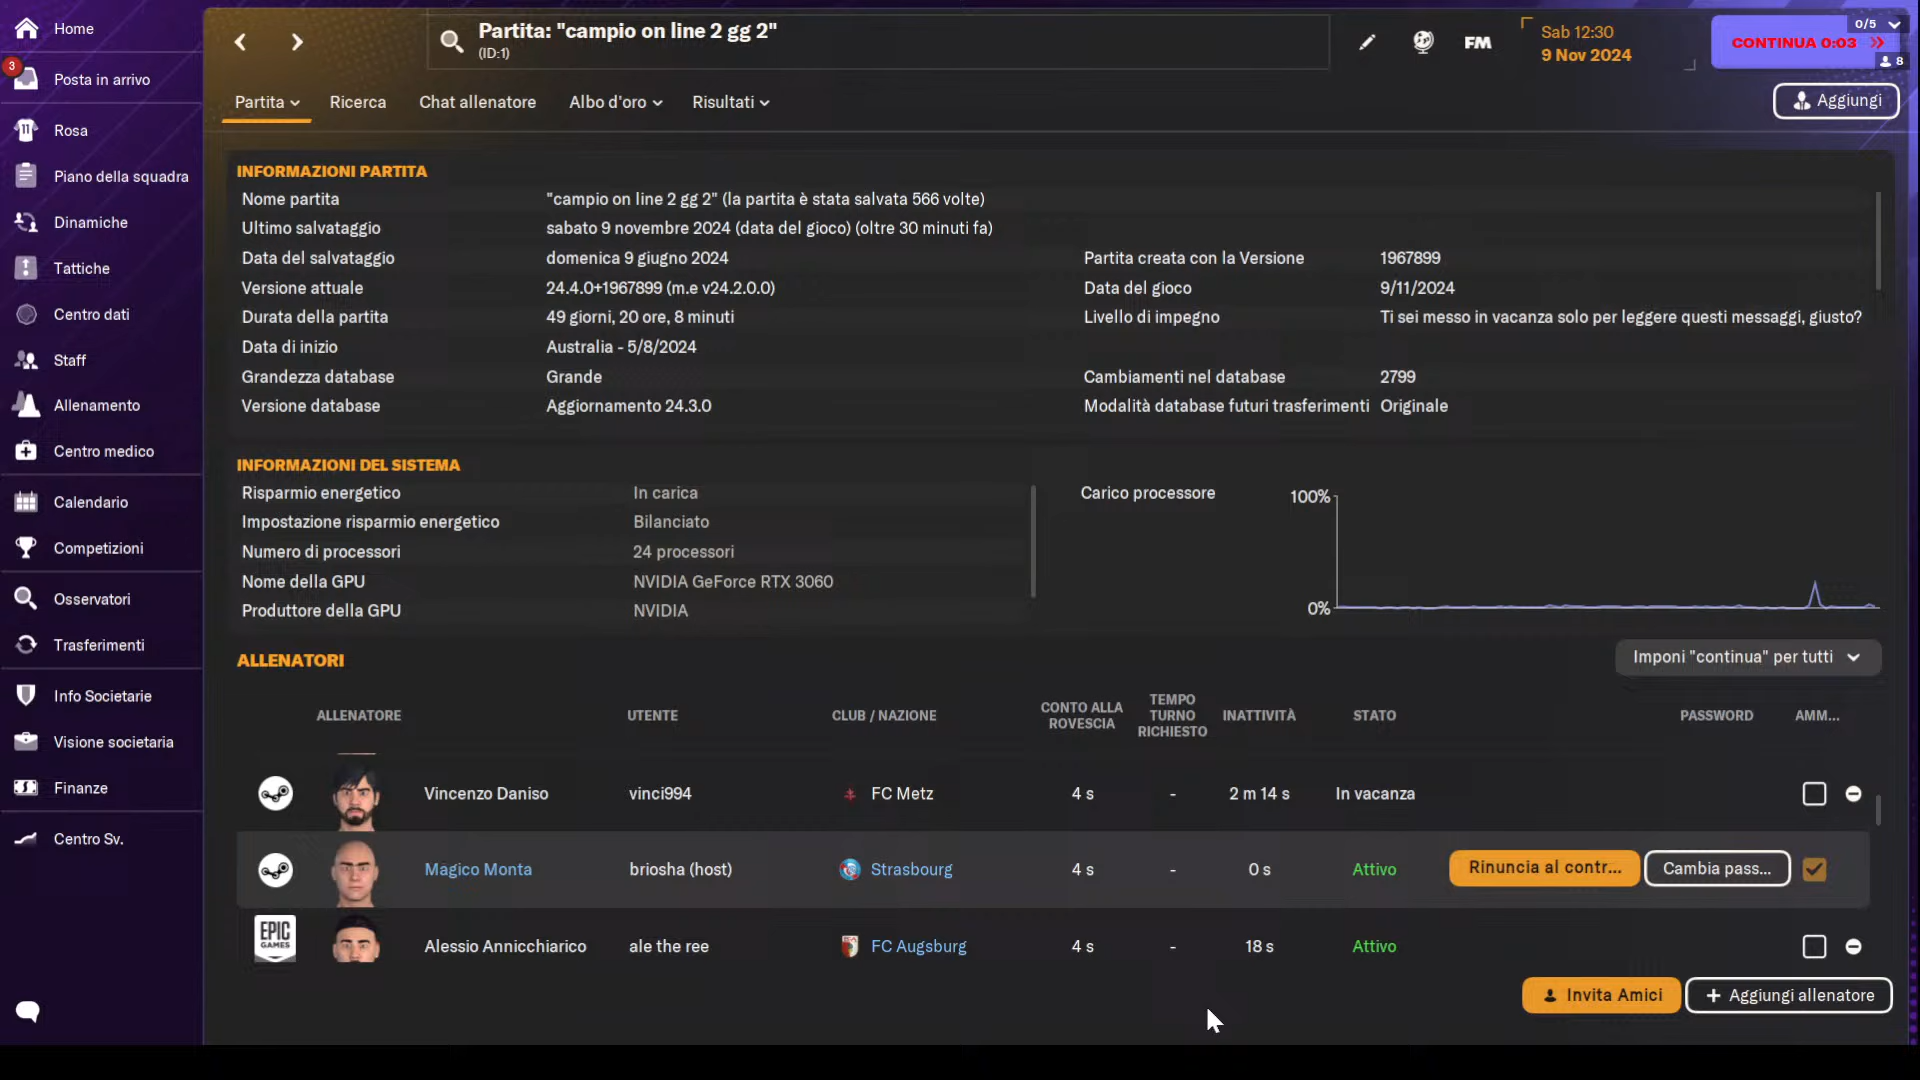 Home
3
Posta in arrivo
Rosa
Piano della squadra
Dinamiche
Tattiche
Centro dati
Staff
Allenamento
Centro medico
Calendario
Competizioni
Osservatori
Trasferimenti
Info Societarie
Visione societaria
Finanze
Centro Sv.
Partita: "campio on line 2 gg 2"
(ID:1)
FM
Sab 12:30
9 Nov 2024
0/5
CONTINUA 0:03
8
Partita
Ricerca
Chat allenatore
Albo d'oro
Risultati
Aggiungi
INFORMAZIONI PARTITA
Nome partita "campio on line 2 gg 2" (la partita è stata salvata 566 volte)
Ultimo salvataggio sabato 9 novembre 2024 (data del gioco) (oltre 30 minuti fa)
Data del salvataggio domenica 9 giugno 2024 Partita creata con la Versione 1967899
Versione attuale 24.4.0+1967899 (m.e v24.2.0.0) Data del gioco 9/11/2024
Durata della partita 49 giorni, 20 ore, 8 minuti Livello di impegno Ti sei messo in vacanza solo per leggere questi messaggi, giusto?
Data di inizio Australia - 5/8/2024
Grandezza database Grande Cambiamenti nel database 2799
Versione database Aggiornamento 24.3.0 Modalità database futuri trasferimenti Originale
INFORMAZIONI DEL SISTEMA
Risparmio energetico In carica
Impostazione risparmio energetico Bilanciato
Numero di processori 24 processori
Nome della GPU NVIDIA GeForce RTX 3060
Produttore della GPU NVIDIA
Carico processore 100%
0%
ALLENATORI
Imponi "continua" per tutti
ALLENATORE UTENTE CLUB / NAZIONE CONTO ALLA ROVESCIA TEMPO TURNO RICHIESTO INATTIVITÀ STATO PASSWORD AMM...
Vincenzo Daniso vinci994 FC Metz 4 s - 2 m 14 s In vacanza
Magico Monta briosha (host) Strasbourg 4 s - 0 s Attivo Rinuncia al contr... Cambia pass...
EPIC GAMES Alessio Annicchiarico ale the ree FC Augsburg 4 s - 18 s Attivo
Invita Amici
+ Aggiungi allenatore